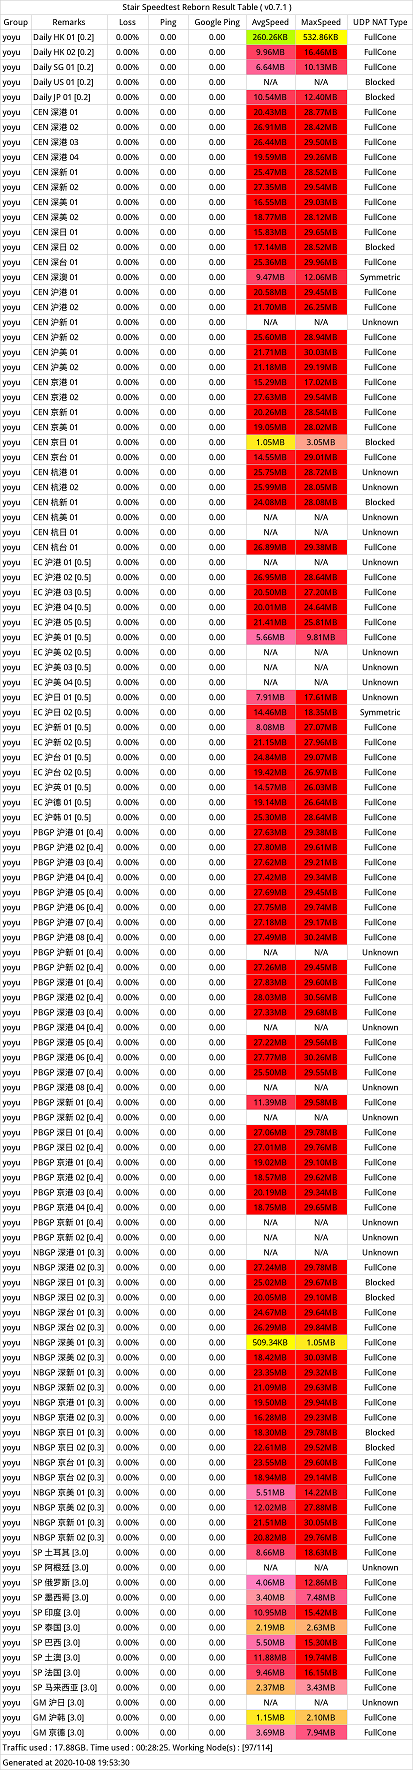 Stair Speedtest Reborn Result Table ( v0.7.1 )
Group Remarks Loss Ping Google Ping AvgSpeed MaxSpeed UDP NAT Type
yoyu Daily HK 01 [0.2] 0.00% 0.00 0.00 260.26KB 532.86KB FullCone
yoyu Daily HK 02 [0.2] 0.00% 0.00 0.00 9.96MB 16.46MB FullCone
yoyu Daily SG 01 [0.2] 0.00% 0.00 0.00 6.64MB 10.13MB FullCone
yoyu Daily US 01 [0.2] 0.00% 0.00 0.00 N/A N/A Blocked
yoyu Daily JP 01 [0.2] 0.00% 0.00 0.00 10.54MB 12.40MB Blocked
yoyu CEN 深港 01 0.00% 0.00 0.00 20.43MB 28.77MB FullCone
yoyu CEN 深港 02 0.00% 0.00 0.00 26.91MB 28.42MB FullCone
yoyu CEN 深港 03 0.00% 0.00 0.00 26.44MB 29.50MB FullCone
yoyu CEN 深港 04 0.00% 0.00 0.00 19.59MB 29.26MB FullCone
yoyu CEN 深新 01 0.00% 0.00 0.00 25.47MB 28.52MB FullCone
yoyu CEN 深新 02 0.00% 0.00 0.00 27.35MB 29.54MB FullCone
yoyu CEN 深美 01 0.00% 0.00 0.00 16.55MB 29.03MB FullCone
yoyu CEN 深美 02 0.00% 0.00 0.00 18.77MB 28.12MB FullCone
yoyu CEN 深日 01 0.00% 0.00 0.00 15.83MB 29.65MB FullCone
yoyu CEN 深日 02 0.00% 0.00 0.00 17.14MB 28.52MB Blocked
yoyu CEN 深台 01 0.00% 0.00 0.00 25.36MB 29.96MB FullCone
yoyu CEN 深澳 01 0.00% 0.00 0.00 9.47MB 12.06MB Symmetric
yoyu CEN 沪港 01 0.00% 0.00 0.00 20.58MB 29.45MB FullCone
yoyu CEN 沪港 02 0.00% 0.00 0.00 21.70MB 26.25MB FullCone
yoyu CEN 沪新 01 0.00% 0.00 0.00 N/A N/A Unknown
yoyu CEN 沪新 02 0.00% 0.00 0.00 25.60MB 28.94MB FullCone
yoyu CEN 沪美 01 0.00% 0.00 0.00 21.71MB 30.03MB FullCone
yoyu CEN 沪美 02 0.00% 0.00 0.00 21.18MB 29.19MB FullCone
yoyu CEN 京港 01 0.00% 0.00 0.00 15.29MB 17.02MB FullCone
yoyu CEN 京港 02 0.00% 0.00 0.00 27.63MB 29.54MB FullCone
yoyu CEN 京新 01 0.00% 0.00 0.00 20.26MB 28.54MB FullCone
yoyu CEN 京美 01 0.00% 0.00 0.00 19.05MB 28.02MB FullCone
yoyu CEN 京日 01 0.00% 0.00 0.00 1.05MB 3.05MB Blocked
yoyu CEN 京台 01 0.00% 0.00 0.00 14.55MB 29.01MB FullCone
yoyu CEN 杭港 01 0.00% 0.00 0.00 25.75MB 28.72MB Unknown
yoyu CEN 杭港 02 0.00% 0.00 0.00 25.99MB 28.05MB Unknown
yoyu CEN 杭新 01 0.00% 0.00 0.00 24.08MB 28.08MB Blocked
yoyu CEN 杭美 01 0.00% 0.00 0.00 N/A N/A Unknown
yoyu CEN 杭日 01 0.00% 0.00 0.00 N/A N/A Unknown
yoyu CEN 杭台 01 0.00% 0.00 0.00 26.89MB 29.38MB FullCone
yoyu EC 沪港 01 [0.5] 0.00% 0.00 0.00 N/A N/A Unknown
yoyu EC 沪港 02 [0.5] 0.00% 0.00 0.00 26.95MB 28.64MB FullCone
yoyu EC 沪港 03 [0.5] 0.00% 0.00 0.00 20.50MB 27.20MB FullCone
yoyu EC 沪港 04 [0.5] 0.00% 0.00 0.00 20.01MB 24.64MB FullCone
yoyu EC 沪港 05 [0.5] 0.00% 0.00 0.00 21.41MB 25.81MB FullCone
yoyu EC 沪美 01 [0.5] 0.00% 0.00 0.00 5.66MB 9.81MB FullCone
yoyu EC 沪美 02 [0.5] 0.00% 0.00 0.00 N/A N/A Unknown
yoyu EC 沪美 03 [0.5] 0.00% 0.00 0.00 N/A N/A Unknown
yoyu EC 沪美 04 [0.5] 0.00% 0.00 0.00 N/A N/A Unknown
yoyu EC 沪日 01 [0.5] 0.00% 0.00 0.00 7.91MB 17.61MB Unknown
yoyu EC 沪日 02 [0.5] 0.00% 0.00 0.00 14.46MB 18.35MB Symmetric
yoyu EC 沪新 01 [0.5] 0.00% 0.00 0.00 8.08MB 27.07MB FullCone
yoyu EC 沪新 02 [0.5] 0.00% 0.00 0.00 21.15MB 27.96MB FullCone
yoyu EC 沪台 01 [0.5] 0.00% 0.00 0.00 24.84MB 29.07MB FullCone
yoyu EC 沪台 02 [0.5] 0.00% 0.00 0.00 19.42MB 26.97MB FullCone
yoyu EC 沪英 01 [0.5] 0.00% 0.00 0.00 14.57MB 26.03MB FullCone
yoyu EC 沪德 01 [0.5] 0.00% 0.00 0.00 19.14MB 26.64MB FullCone
yoyu EC 沪韩 01 [0.5] 0.00% 0.00 0.00 25.30MB 28.64MB FullCone
yoyu PBGP 沪港 01 [0.4] 0.00% 0.00 0.00 27.63MB 29.38MB FullCone
yoyu PBGP 沪港 02 [0.4] 0.00% 0.00 0.00 27.80MB 29.61MB FullCone
yoyu PBGP 沪港 03 [0.4] 0.00% 0.00 0.00 27.62MB 29.21MB FullCone
yoyu PBGP 沪港 04 [0.4] 0.00% 0.00 0.00 27.42MB 29.34MB FullCone
yoyu PBGP 沪港 05 [0.4] 0.00% 0.00 0.00 27.69MB 29.45MB FullCone
yoyu PBGP 沪港 06 [0.4] 0.00% 0.00 0.00 27.75MB 29.74MB FullCone
yoyu PBGP 沪港 07 [0.4] 0.00% 0.00 0.00 27.18MB 29.17MB FullCone
yoyu PBGP 沪港 08 [0.4] 0.00% 0.00 0.00 27.49MB 30.24MB FullCone
yoyu PBGP 沪新 01 [0.4] 0.00% 0.00 0.00 N/A N/A Unknown
yoyu PBGP 沪新 02 [0.4] 0.00% 0.00 0.00 27.26MB 29.45MB FullCone
yoyu PBGP 深港 01 [0.4] 0.00% 0.00 0.00 27.83MB 29.60MB FullCone
yoyu PBGP 深港 02 [0.4] 0.00% 0.00 0.00 28.03MB 30.56MB FullCone
yoyu PBGP 深港 03 [0.4] 0.00% 0.00 0.00 27.33MB 29.68MB FullCone
yoyu PBGP 深港 04 [0.4] 0.00% 0.00 0.00 N/A N/A Unknown
yoyu PBGP 深港 05 [0.4] 0.00% 0.00 0.00 27.22MB 29.56MB FullCone
yoyu PBGP 深港 06 [0.4] 0.00% 0.00 0.00 27.77MB 30.26MB FullCone
yoyu PBGP 深港 07 [0.4] 0.00% 0.00 0.00 25.50MB 29.55MB FullCone
yoyu PBGP 深港 08 [0.4] 0.00% 0.00 0.00 N/A N/A Unknown
yoyu PBGP 深新 01 [0.4] 0.00% 0.00 0.00 11.39MB 29.58MB FullCone
yoyu PBGP 深新 02 [0.4] 0.00% 0.00 0.00 N/A N/A Unknown
yoyu PBGP 深日 01 [0.4] 0.00% 0.00 0.00 27.06MB 29.78MB FullCone
yoyu PBGP 深日 02 [0.4] 0.00% 0.00 0.00 27.01MB 29.76MB FullCone
yoyu PBGP 京港 01 [0.4] 0.00% 0.00 0.00 19.02MB 29.10MB FullCone
yoyu PBGP 京港 02 [0.4] 0.00% 0.00 0.00 18.57MB 29.62MB FullCone
yoyu PBGP 京港 03 [0.4] 0.00% 0.00 0.00 20.19MB 29.34MB FullCone
yoyu PBGP 京港 04 [0.4] 0.00% 0.00 0.00 18.75MB 29.65MB FullCone
yoyu PBGP 京新 01 [0.4] 0.00% 0.00 0.00 N/A N/A Unknown
yoyu PBGP 京新 02 [0.4] 0.00% 0.00 0.00 N/A N/A Unknown
yoyu NBGP 深港 01 [0.3] 0.00% 0.00 0.00 N/A N/A Unknown
yoyu NBGP 深港 02 [0.3] 0.00% 0.00 0.00 27.24MB 29.78MB FullCone
yoyu NBGP 深日 01 [0.3] 0.00% 0.00 0.00 25.02MB 29.67MB Blocked
yoyu NBGP 深日 02 [0.3] 0.00% 0.00 0.00 20.05MB 29.10MB Blocked
yoyu NBGP 深台 01 [0.3] 0.00% 0.00 0.00 24.67MB 29.64MB FullCone
yoyu NBGP 深台 02 [0.3] 0.00% 0.00 0.00 26.29MB 29.84MB FullCone
yoyu NBGP 深美 01 [0.3] 0.00% 0.00 0.00 509.34KB 1.05MB FullCone
yoyu NBGP 深美 02 [0.3] 0.00% 0.00 0.00 18.42MB 30.03MB FullCone
yoyu NBGP 深新 01 [0.3] 0.00% 0.00 0.00 23.35MB 29.32MB FullCone
yoyu NBGP 深新 02 [0.3] 0.00% 0.00 0.00 21.09MB 29.63MB FullCone
yoyu NBGP 京港 01 [0.3] 0.00% 0.00 0.00 19.50MB 29.94MB FullCone
yoyu NBGP 京港 02 [0.3] 0.00% 0.00 0.00 16.28MB 29.23MB FullCone
yoyu NBGP 京日 01 [0.3] 0.00% 0.00 0.00 18.30MB 29.78MB Blocked
yoyu NBGP 京日 02 [0.3] 0.00% 0.00 0.00 22.61MB 29.52MB Blocked
yoyu NBGP 京台 01 [0.3] 0.00% 0.00 0.00 23.55MB 29.60MB FullCone
yoyu NBGP 京台 02 [0.3] 0.00% 0.00 0.00 18.94MB 29.14MB FullCone
yoyu NBGP 京美 01 [0.3] 0.00% 0.00 0.00 5.51MB 14.22MB FullCone
yoyu NBGP 京美 02 [0.3] 0.00% 0.00 0.00 12.02MB 27.88MB FullCone
yoyu NBGP 京新 01 [0.3] 0.00% 0.00 0.00 21.51MB 30.05MB FullCone
yoyu NBGP 京新 02 [0.3] 0.00% 0.00 0.00 20.82MB 29.76MB FullCone
yoyu SP 土耳其 [3.0] 0.00% 0.00 0.00 8.66MB 18.63MB FullCone
yoyu SP 阿根廷 [3.0] 0.00% 0.00 0.00 N/A N/A Unknown
yoyu SP 俄罗斯 [3.0] 0.00% 0.00 0.00 4.06MB 12.86MB FullCone
yoyu SP 墨西哥 [3.0] 0.00% 0.00 0.00 3.40MB 7.48MB FullCone
yoyu SP 印度 [3.0] 0.00% 0.00 0.00 10.95MB 15.42MB FullCone
yoyu SP 泰国 [3.0] 0.00% 0.00 0.00 2.19MB 2.63MB FullCone
yoyu SP 巴西 [3.0] 0.00% 0.00 0.00 5.50MB 15.30MB FullCone
yoyu SP 土澳 [3.0] 0.00% 0.00 0.00 11.88MB 19.74MB FullCone
yoyu SP 法国 [3.0] 0.00% 0.00 0.00 9.46MB 16.15MB FullCone
yoyu SP 马来西亚 [3.0] 0.00% 0.00 0.00 2.37MB 3.43MB FullCone
yoyu GM 沪日 [3.0] 0.00% 0.00 0.00 N/A N/A Unknown
yoyu GM 沪韩 [3.0] 0.00% 0.00 0.00 1.15MB 2.10MB FullCone
yoyu GM 京德 [3.0] 0.00% 0.00 0.00 3.69MB 7.94MB FullCone
Traffic used : 17.88GB. Time used : 00:28:25. Working Node(s) : [97/114]
Generated at 2020-10-08 19:53:30